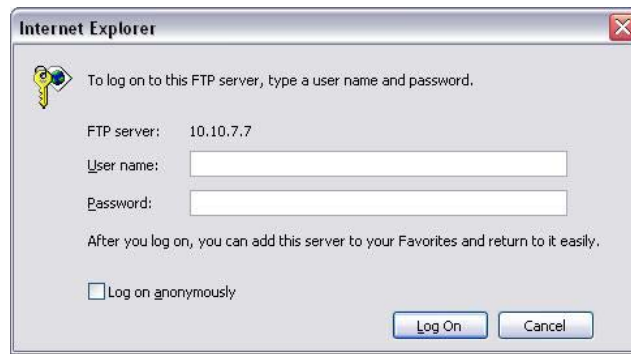 Internet Explorer
To log on to this FTP server, type a user name and password.
FTP server: 10.10.7.7
User name:
Password:
After you log on, you can add this server to your Favorites and return to it easily.
Log on anonymously
Log On Cancel